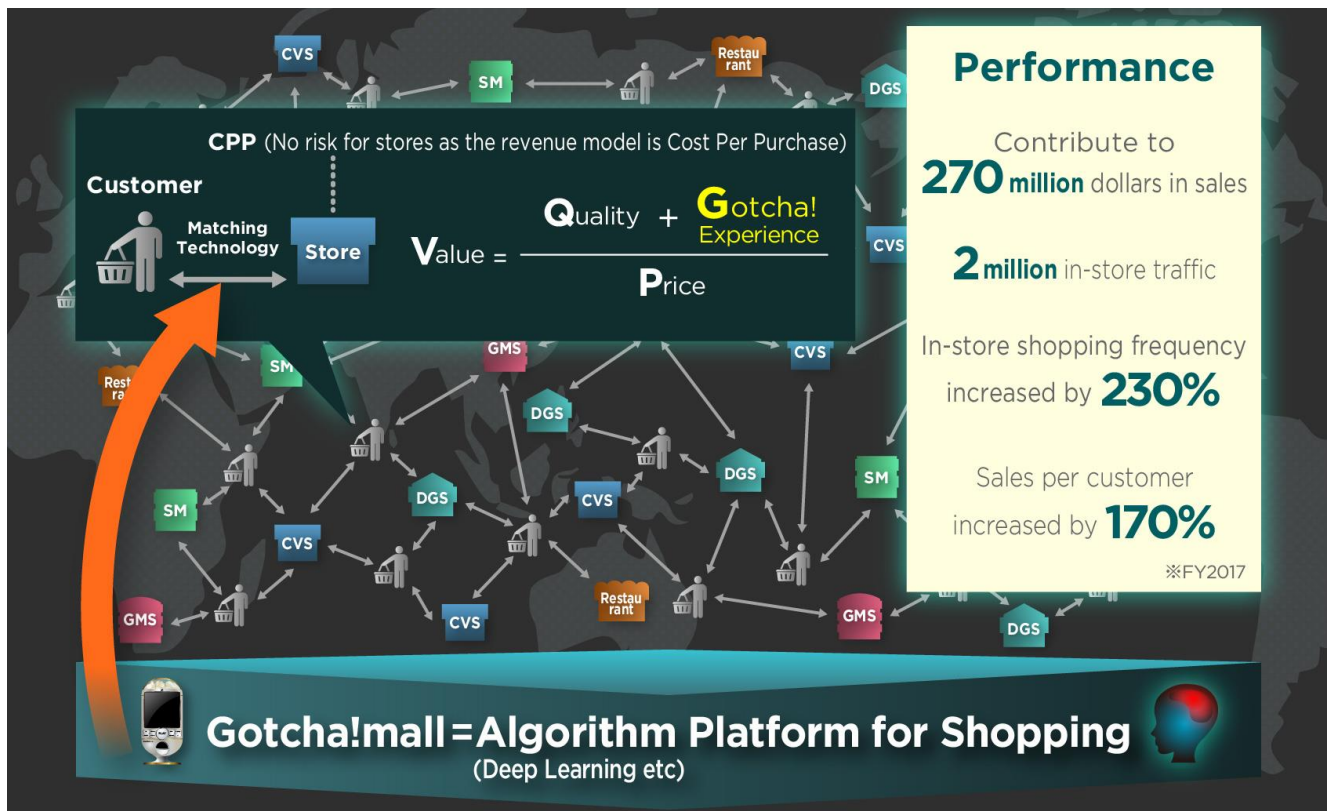 CVS
SM
Restau
rant
DGS
CPP (No risk for stores as the revenue model is Cost Per Purchase)
Customer
Matching
Technology
Store
Value = Quality + Gotcha!
Experience
Price
CVS
Performance
Contribute to
270 million dollars in sales
2 million in-store traffic
In-store shopping frequency
increased by 230%
Sales per customer
increased by 170%
※FY2017
SM
GMS
CVS
Rest
ra
DGS
DGS
SM
SM
DGS
CVS
CVS
GMS
CVS
Restau
rant
GMS
DGS
Gotcha!mall=Algorithm Platform for Shopping
(Deep Learning etc)